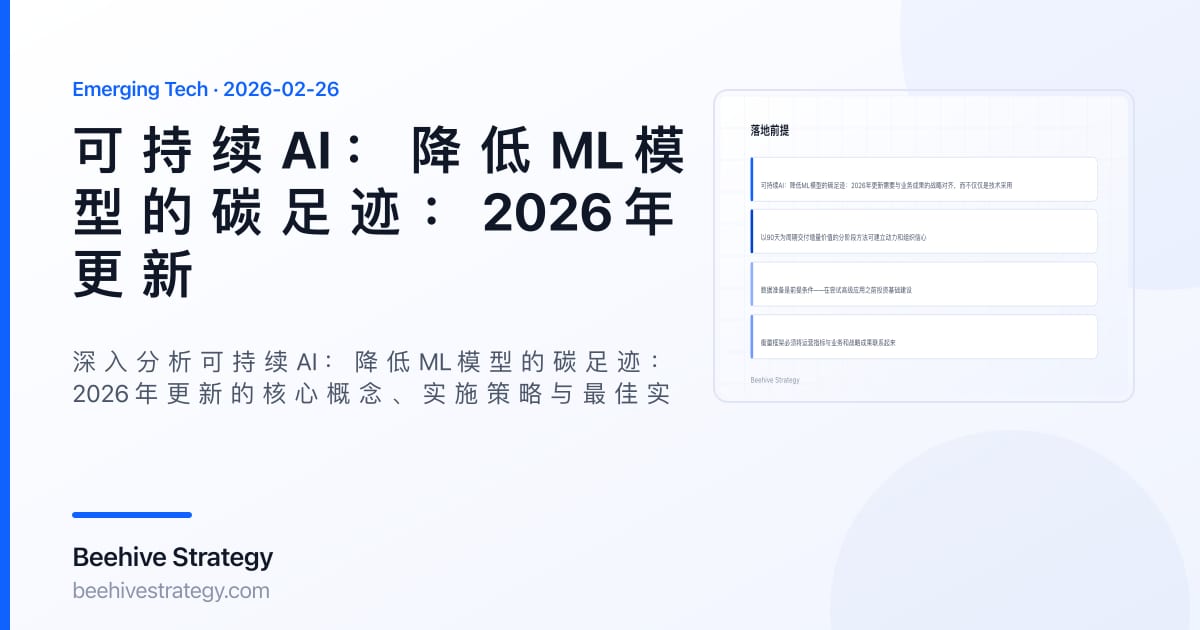 Emerging Tech · 2026-02-26
可持续AI：降低ML模
型的碳足迹：2026年
更新
深入分析可持续AI：降低ML模型的碳足迹：
2026年更新的核心概念、实施策略与最佳实
Beehive Strategy
beehivestrategy.com
落地前提
可持续AI：降低ML模型的碳足迹：2026年更新需要与业务成果的战略对齐，而不仅仅是技术采用
以90天为周期交付增量价值的分阶段方法可建立动力和组织信心
数据准备是前提条件——在尝试高级应用之前投资基础建设
衡量框架必须将运营指标与业务和战略成果联系起来
Beehive Strategy